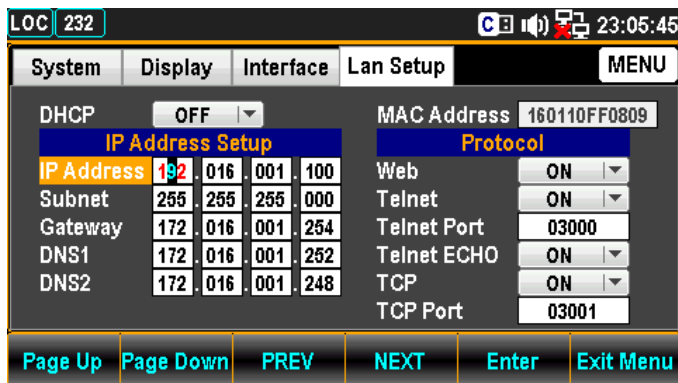 LOC 232 C 23:05:45
System Display Interface Lan Setup MENU
DHCP OFF MAC Address 160110FF0809
IP Address Setup Protocol
IP Address 192.016.001.100 Web ON
Subnet 255.255.255.000 Telnet ON
Gateway 172.016.001.254 Telnet Port 03000
DNS1 172.016.001.252 Telnet ECHO ON
DNS2 172.016.001.248 TCP ON
TCP Port 03001
Page Up Page Down PREV NEXT Enter Exit Menu